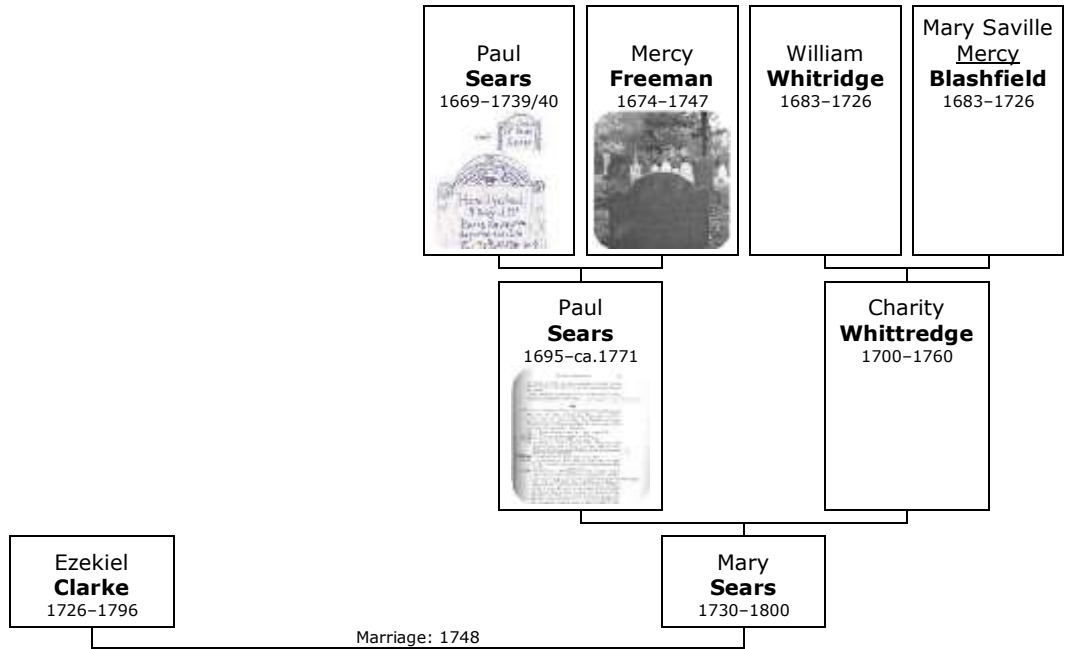 Paul
Sears
1669–1739/40
Mercy
Freeman
1674–1747
William
Whitridge
1683–1726
Mary Saville
Mercy
Blashfield
1683–1726
Paul
Sears
1695–ca.1771
Charity
Whittredge
1700–1760
Ezekiel
Clarke
1726–1796
Mary
Sears
1730–1800
Marriage: 1748